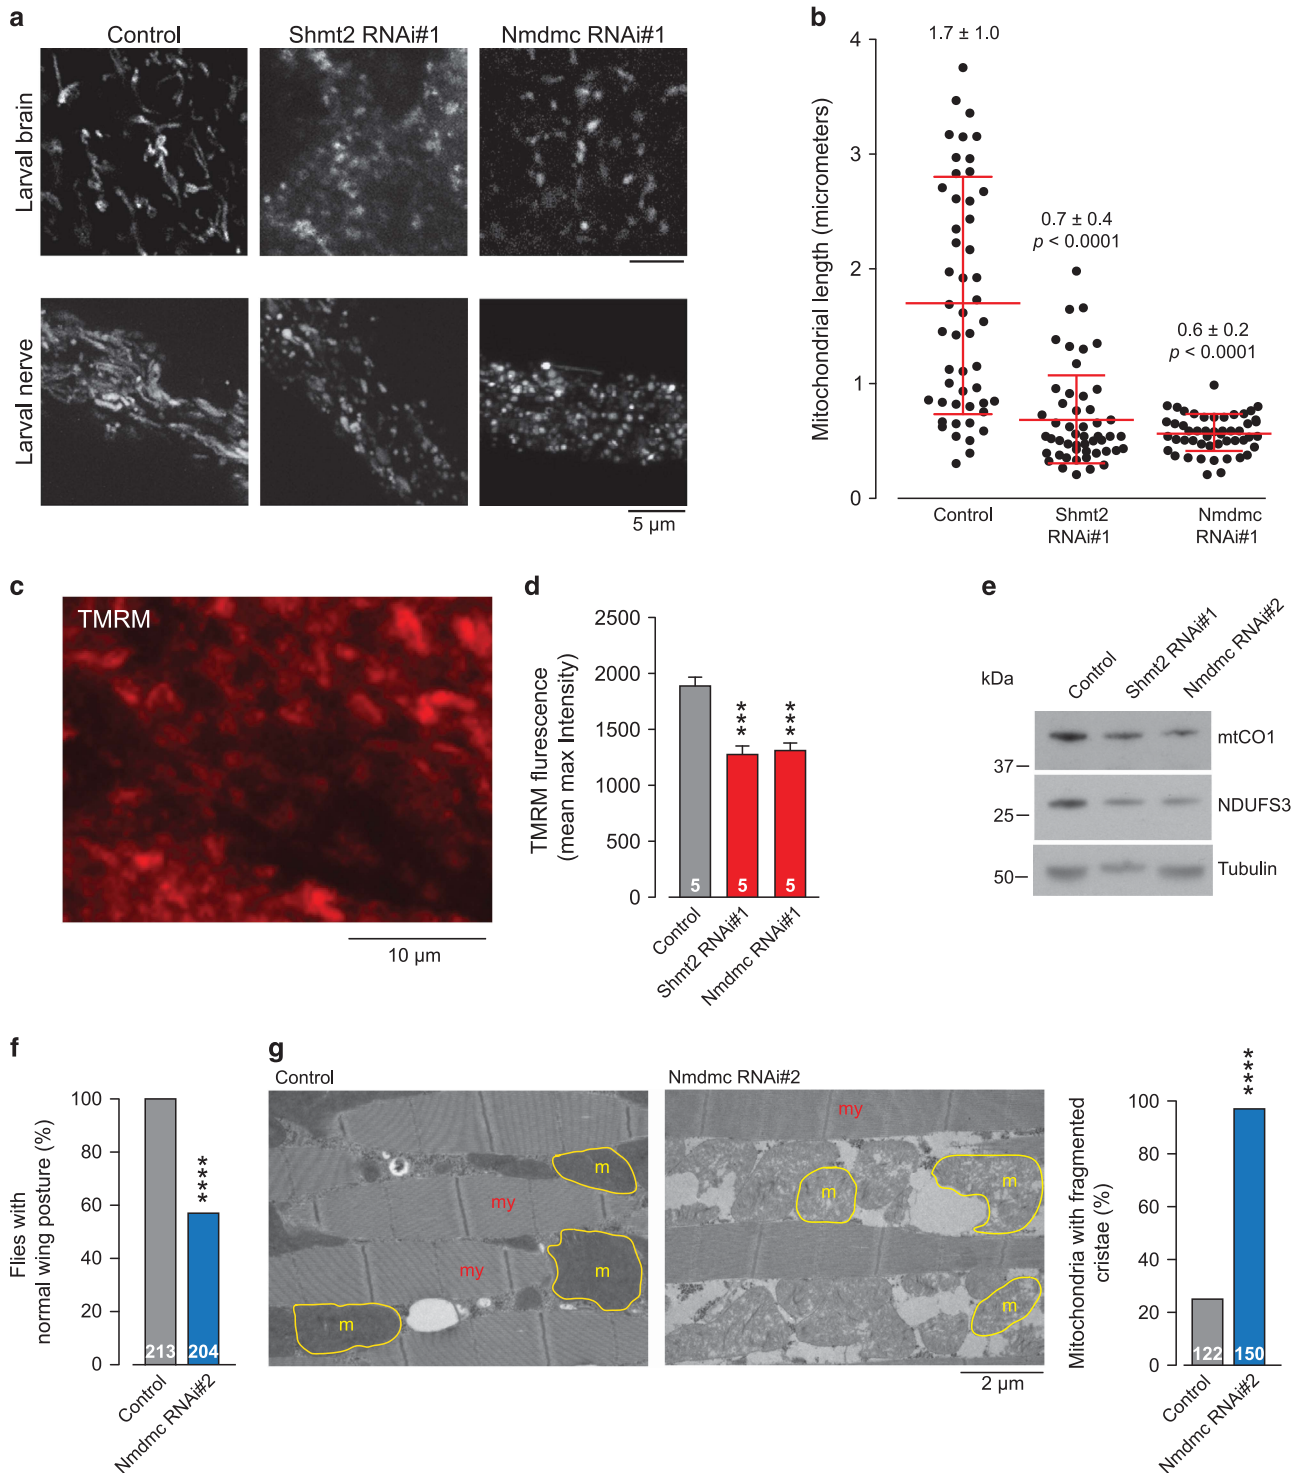 a
Control
Shmt2 RNAi#1
Nmdmc RNAi#1
Larval brain
Larval nerve
5 µm
b
Mitochondrial length (micrometers)
4
3
2
1
0
1.7 ± 1.0
0.7 ± 0.4
p < 0.0001
0.6 ± 0.2
p < 0.0001
Control
Shmt2
RNAi#1
Nmdmc
RNAi#1
c
TMRM
10 µm
d
TMRM flurescence
(mean max Intensity)
2500
2000
1500
1000
500
0
***
***
5
5
5
Control
Shmt2 RNAi#1
Nmdmc RNAi#1
e
kDa
Control
Shmt2 RNAi#1
Nmdmc RNAi#2
mtCO1
37
NDUFS3
25
Tubulin
50
f
Flies with
normal wing posture (%)
100
80
60
40
20
0
****
213
204
Control
Nmdmc RNAi#2
g
Control
m
my
my
m
m
Nmdmc RNAi#2
my
m
m
m
2 µm
Mitochondria with fragmented
cristae (%)
100
80
60
40
20
0
****
122
150
Control
Nmdmc RNAi#2